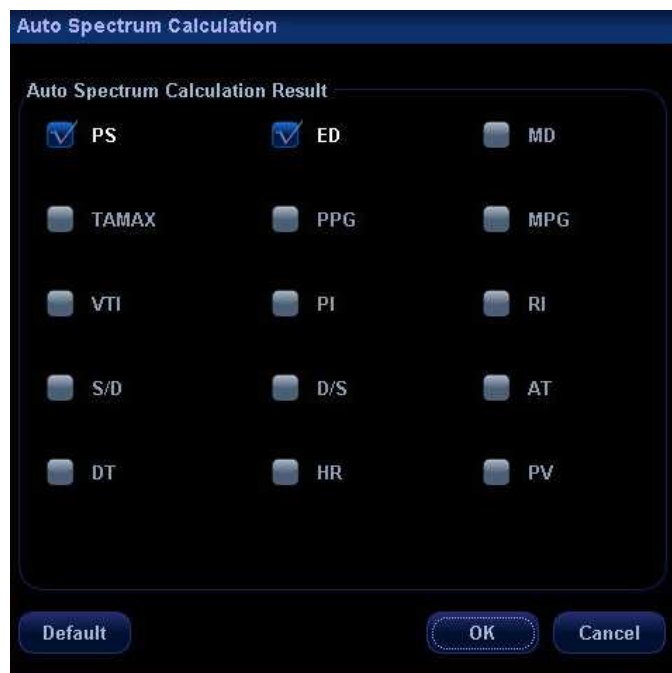 Auto Spectrum Calculation
Auto Spectrum Calculation Result
PS ED MD
TAMAX PPG MPG
VTI PI RI
S/D D/S AT
DT HR PV
Default OK Cancel